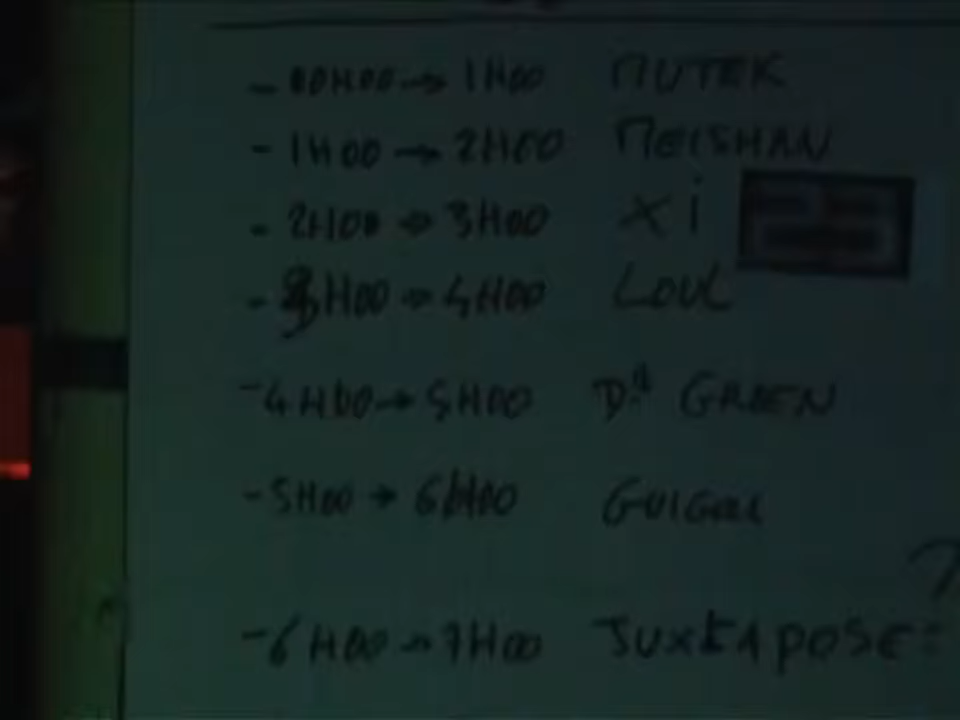 - 00H00 → 1H00 MUTEK
- 1H00 → 2H00 MEISHAN
- 2H00 → 3H00 Xi
- 3H00 → 4H00 LOUL
- 4H00 → 5H00 Dr GREEN
- 5H00 → 6H00
- 6H00 → 7H00 JUXTAPOSE